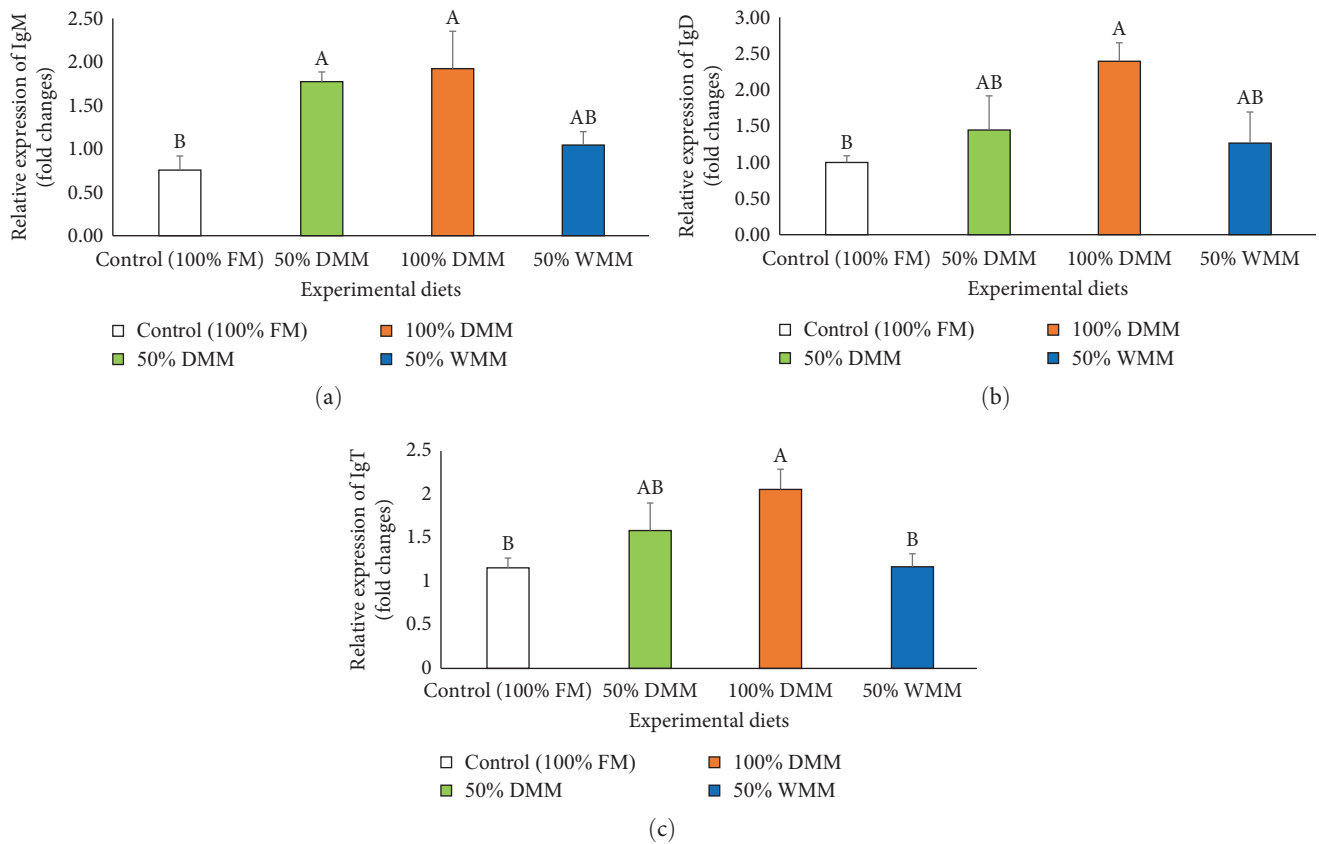 Relative expression of IgM
(fold changes)
2.50
2.00
1.50
1.00
0.50
0.00
B
A
A
AB
Control (100% FM) 50% DMM 100% DMM 50% WMM
Experimental diets
Control (100% FM) 100% DMM
50% DMM 50% WMM
(a)
Relative expression of IgD
(fold changes)
3.00
2.50
2.00
1.50
1.00
0.50
0.00
B
AB
A
AB
Control (100% FM) 50% DMM 100% DMM 50% WMM
Experimental diets
Control (100% FM) 100% DMM
50% DMM 50% WMM
(b)
Relative expression of IgT
(fold changes)
2.5
2
1.5
1
0.5
0
B
AB
A
B
Control (100% FM) 50% DMM 100% DMM 50% WMM
Experimental diets
Control (100% FM) 100% DMM
50% DMM 50% WMM
(c)